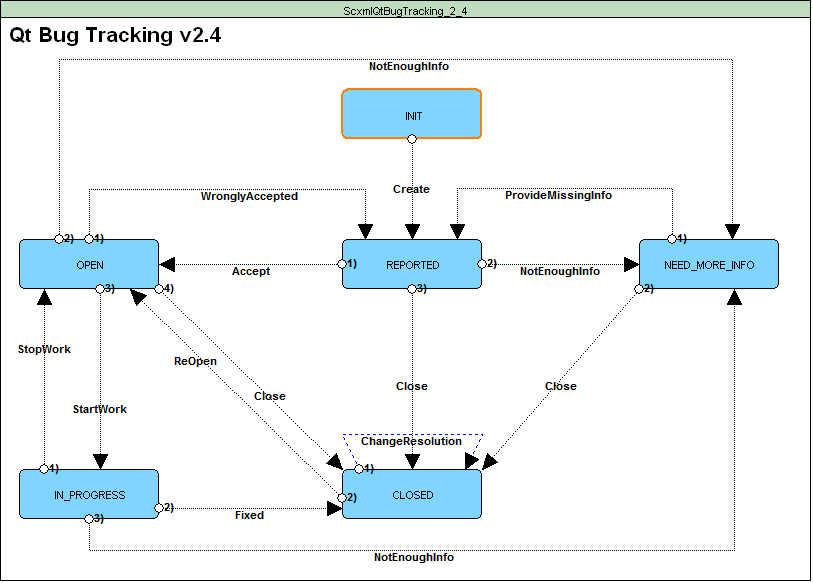 ScxmlQtBugTracking_2_4
Qt Bug Tracking v2.4
NotEnoughInfo
INIT
Create
WronglyAccepted
ProvideMissingInfo
2) 1)
1)
OPEN
Accept
1) REPORTED 2)
NotEnoughInfo
NEED_MORE_INFO
3) 4)
3)
2)
StopWork
ReOpen
Close
Close
Close
StartWork
ChangeResolution
1)
1)
IN_PROGRESS
2)
CLOSED
2)
Fixed
3)
NotEnoughInfo